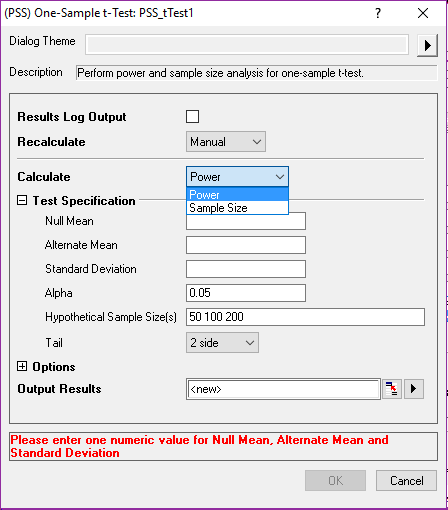 (PSS) One-Sample t-Test: PSS_tTest1 ?
Dialog Theme
Description Perform power and sample size analysis for one-sample t-test.
Results Log Output
Recalculate Manual
Calculate Power
Power
Sample Size
Test Specification
Null Mean
Alternate Mean
Standard Deviation
Alpha 0.05
Hypothetical Sample Size(s) 50 100 200
Tail 2 side
Options
Output Results <new>
Please enter one numeric value for Null Mean, Alternate Mean and
Standard Deviation
OK Cancel